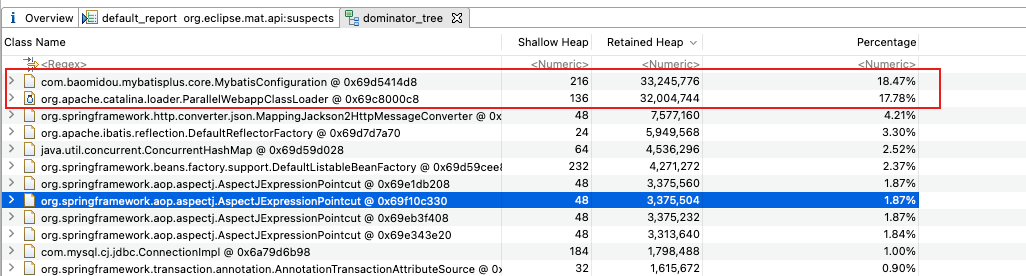 Overview default_report org.eclipse.mat.api:suspects dominator_tree
Class Name Shallow Heap Retained Heap Percentage
<Regex> <Numeric> <Numeric> <Numeric>
com.baomidou.mybatisplus.core.MybatisConfiguration @ 0x69d5414d8 216 33,245,776 18.47%
org.apache.catalina.loader.ParallelWebappClassLoader @ 0x69c8000c8 136 32,004,744 17.78%
org.springframework.http.converter.json.MappingJackson2HttpMessageConverter @ 0x 48 7,577,160 4.21%
org.apache.ibatis.reflection.DefaultReflectorFactory @ 0x69d7d7a70 24 5,949,568 3.30%
java.util.concurrent.ConcurrentHashMap @ 0x69d59d028 64 4,536,296 2.52%
org.springframework.beans.factory.support.DefaultListableBeanFactory @ 0x69d59cee8 232 4,271,272 2.37%
org.springframework.aop.aspectj.AspectJExpressionPointcut @ 0x69e1db208 48 3,375,560 1.87%
org.springframework.aop.aspectj.AspectJExpressionPointcut @ 0x69f10c330 48 3,375,504 1.87%
org.springframework.aop.aspectj.AspectJExpressionPointcut @ 0x69eb3f408 48 3,375,232 1.87%
org.springframework.aop.aspectj.AspectJExpressionPointcut @ 0x69e343e20 48 3,313,640 1.84%
com.mysql.cj.jdbc.ConnectionImpl @ 0x6a79d6b98 184 1,798,488 1.00%
org.springframework.transaction.annotation.AnnotationTransactionAttributeSource @ 32 1,615,672 0.90%